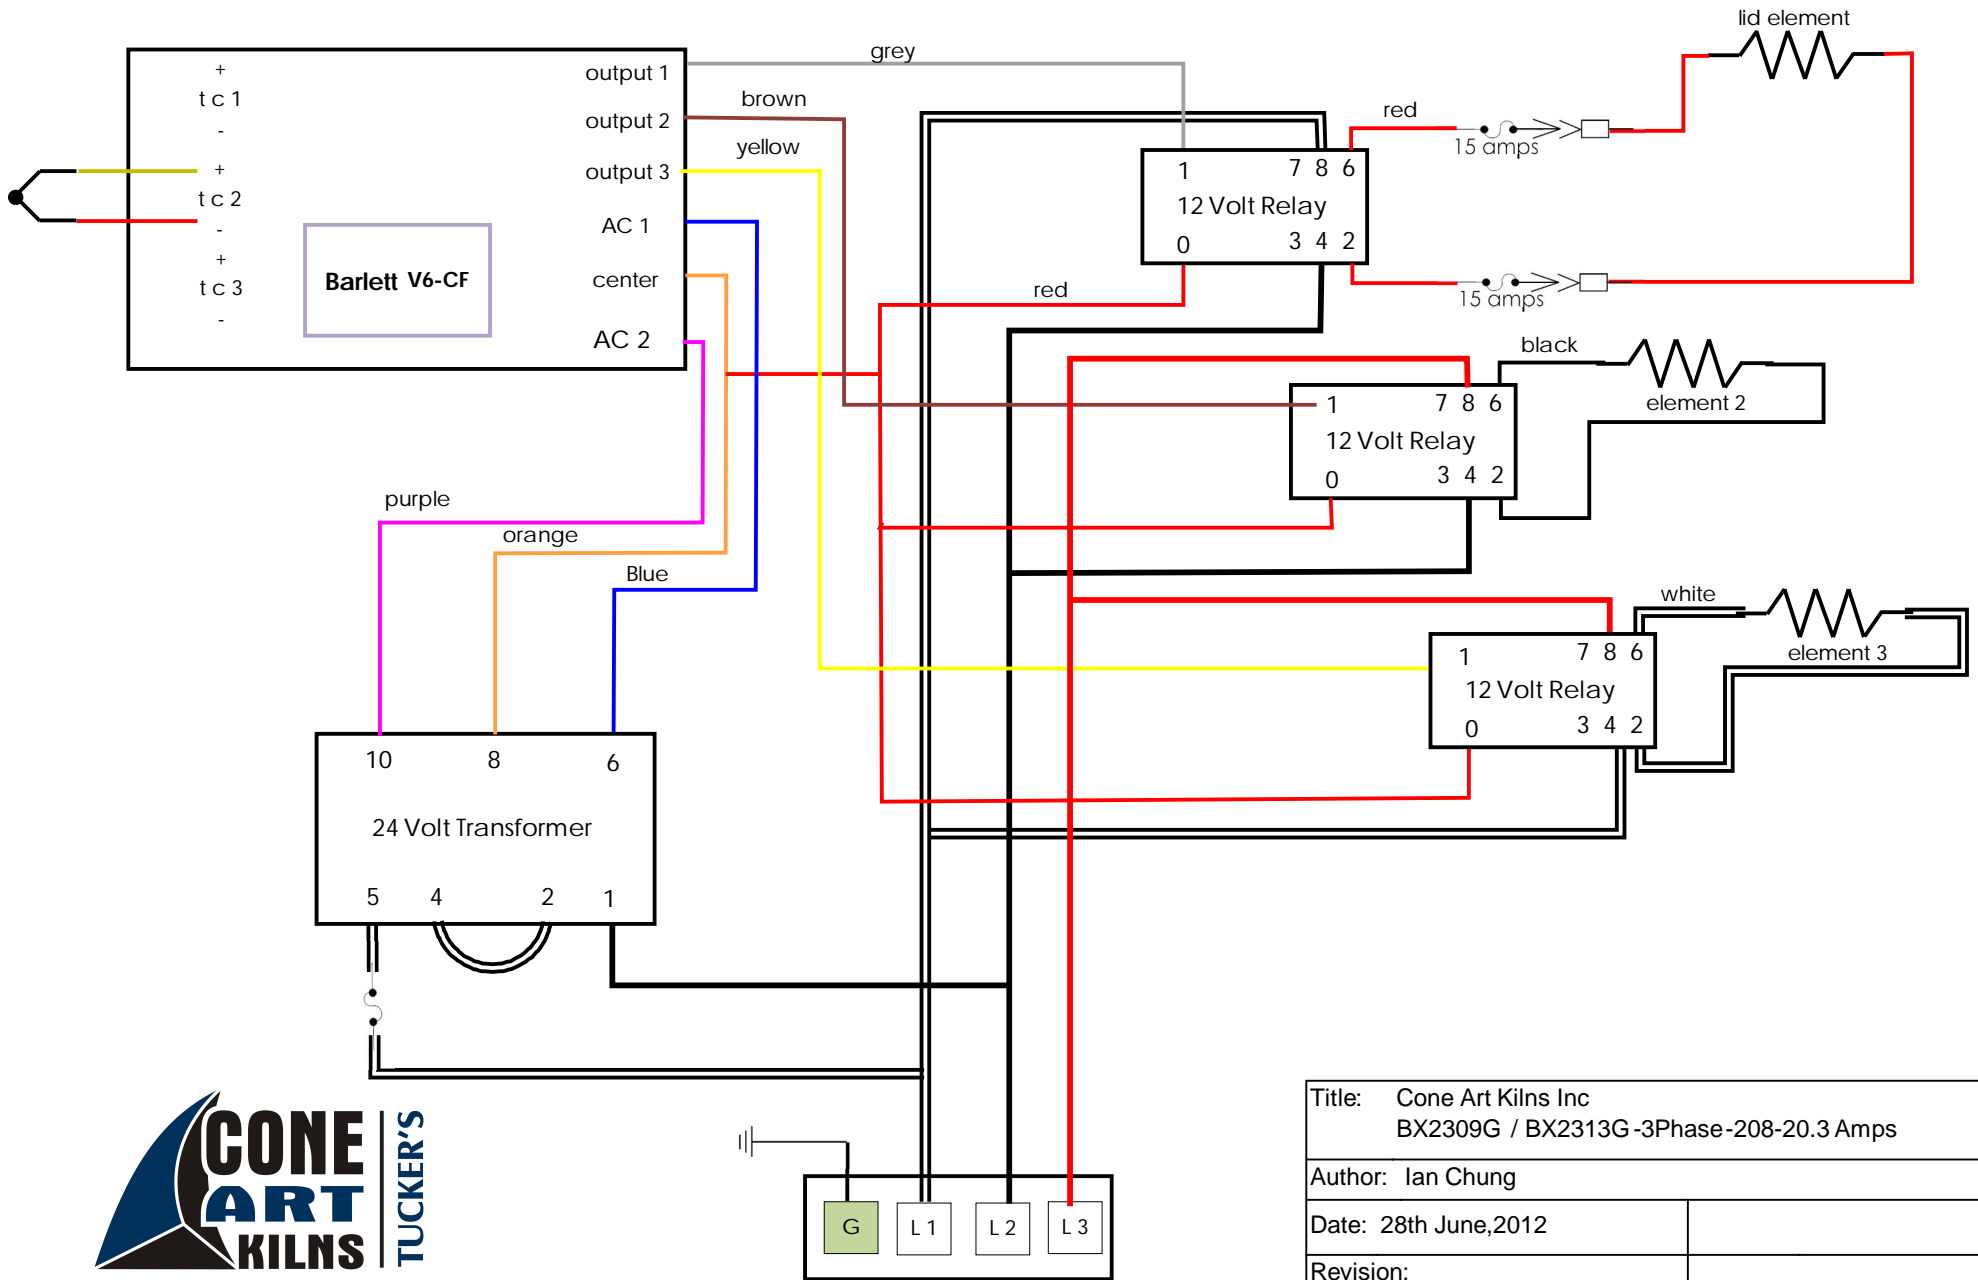 lid element
grey
output 1
+
t c 1
-
brown
output 2
red
15 amps
yellow
output 3
+
t c 2
-
1 7 8 6
12 Volt Relay
0 3 4 2
AC 1
+
t c 3
-
Barlett V6-CF
center
AC 2
red
15 amps
black
element 2
1 7 8 6
12 Volt Relay
0 3 4 2
purple
orange
Blue
white
element 3
1 7 8 6
12 Volt Relay
0 3 4 2
10 8 6
24 Volt Transformer
5 4 2 1
CONE
ART
KILNS
TUCKER'S
G L 1 L 2 L 3
Title: Cone Art Kilns Inc
BX2309G / BX2313G-3Phase-208-20.3 Amps
Author: Ian Chung
Date: 28th June,2012
Revision: